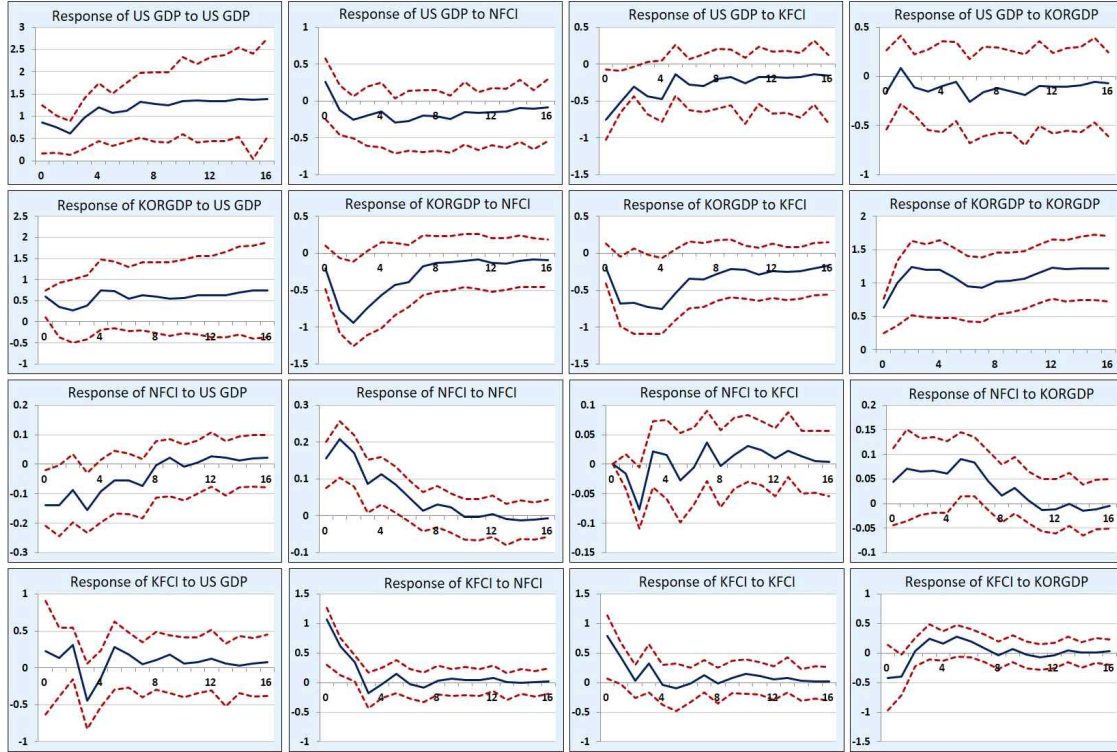 Response of US GDP to US GDP
3
2.5
2
1.5
1
0.5
0
0 4 8 12 16
Response of US GDP to NFCI
1
0.5
0
0 4 8 12 16
-0.5
-1
Response of US GDP to KFCI
1
0.5
0
0 4 8 12 16
-0.5
-1
-1.5
Response of US GDP to KORGDP
1
0.5
0
0 4 8 12 16
-0.5
-1
Response of KORGDP to US GDP
2.5
2
1.5
1
0.5
0
0 4 8 12 16
-0.5
-1
Response of KORGDP to NFCI
0.5
0
0 4 8 12 16
-0.5
-1
-1.5
Response of KORGDP to KFCI
0.5
0
0 4 8 12 16
-0.5
-1
-1.5
Response of KORGDP to KORGDP
2
1.5
1
0.5
0
0 4 8 12 16
Response of NFCI to US GDP
0.2
0.1
0
0 4 8 12 16
-0.1
-0.2
-0.3
Response of NFCI to NFCI
0.3
0.2
0.1
0
0 4 8 12 16
-0.1
Response of NFCI to KFCI
0.1
0.05
0
0 4 8 12 16
-0.05
-0.1
-0.15
Response of NFCI to KORGDP
0.2
0.15
0.1
0.05
0
0 4 8 12 16
-0.05
-0.1
Response of KFCI to US GDP
1
0.5
0
0 4 8 12 16
-0.5
-1
Response of KFCI to NFCI
1.5
1
0.5
0
0 4 8 12 16
-0.5
-1
Response of KFCI to KFCI
1.5
1
0.5
0
0 4 8 12 16
-0.5
-1
Response of KFCI to KORGDP
1
0.5
0
0 4 8 12 16
-0.5
-1
-1.5